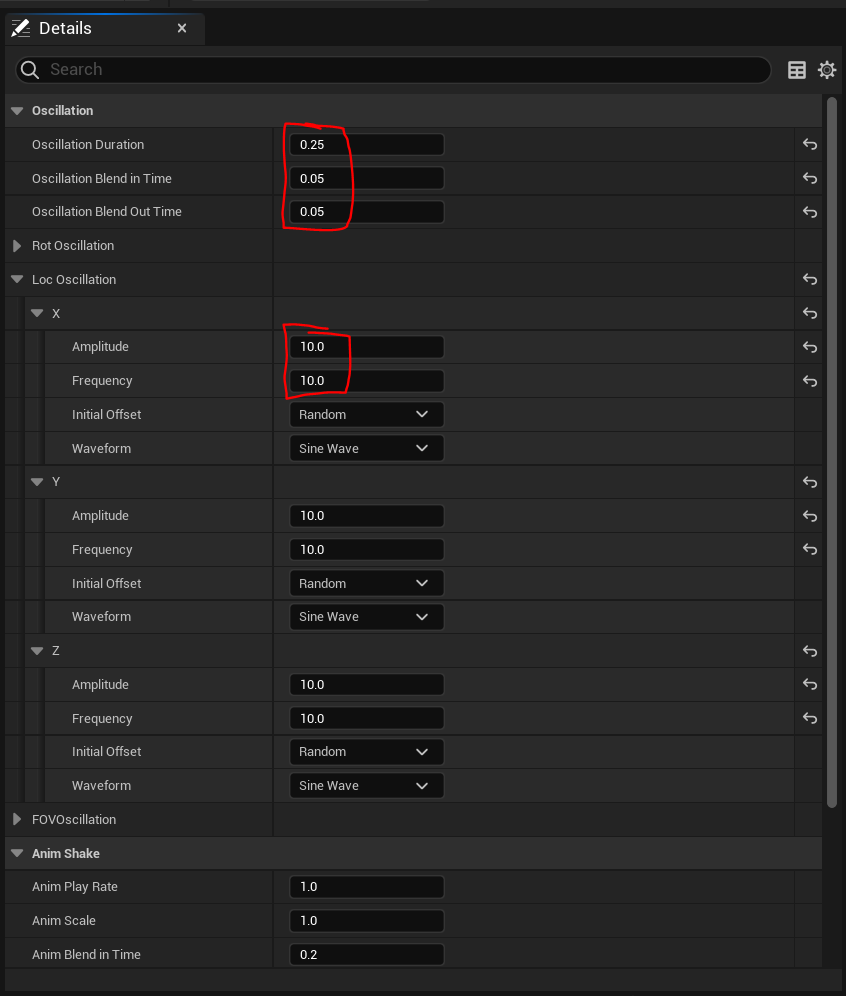 Details
Search
Oscillation
Oscillation Duration 0.25
Oscillation Blend in Time 0.05
Oscillation Blend Out Time 0.05
Rot Oscillation
Loc Oscillation
X
Amplitude 10.0
Frequency 10.0
Initial Offset Random
Waveform Sine Wave
Y
Amplitude 10.0
Frequency 10.0
Initial Offset Random
Waveform Sine Wave
Z
Amplitude 10.0
Frequency 10.0
Initial Offset Random
Waveform Sine Wave
FOVOscillation
Anim Shake
Anim Play Rate 1.0
Anim Scale 1.0
Anim Blend in Time 0.2